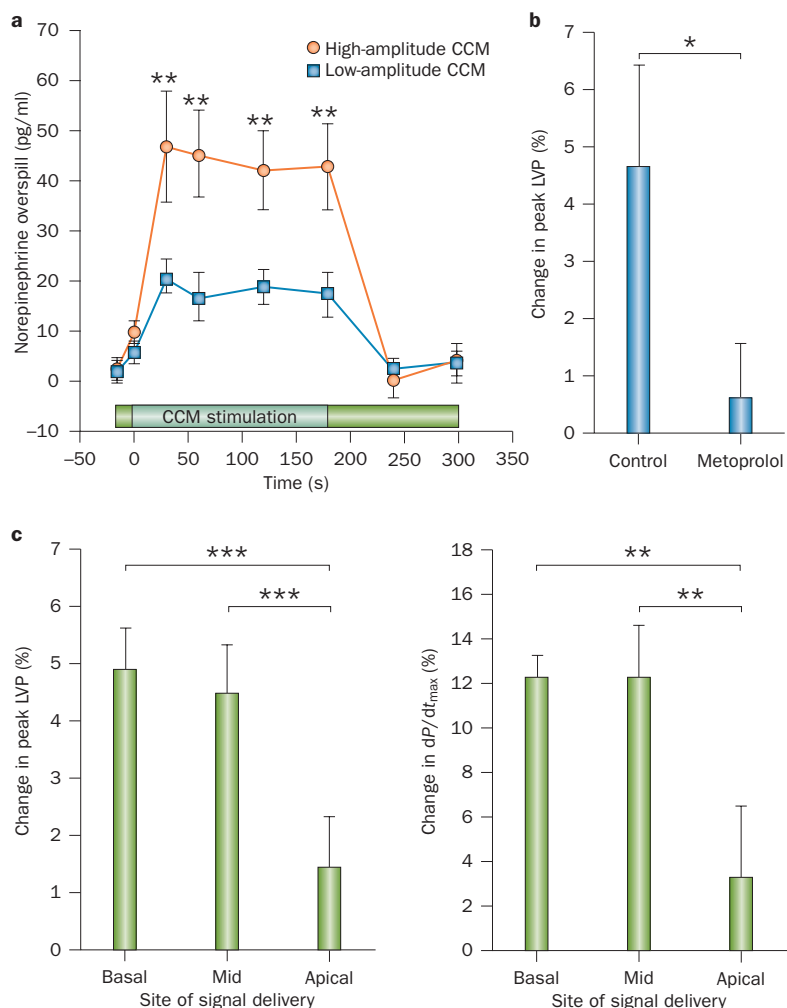 a
70
60
50
40
30
20
10
0
–10
Norepinephrine overspill (pg/ml)
High-amplitude CCM
Low-amplitude CCM
**
**
**
**
CCM stimulation
–50 0 50 100 150 200 250 300 350
Time (s)
b
7
6
5
4
3
2
1
0
Change in peak LVP (%)
*
Control Metoprolol
c
7
6
5
4
3
2
1
0
Change in peak LVP (%)
***
***
Basal Mid Apical
Site of signal delivery
18
16
14
12
10
8
6
4
2
0
Change in dP/dtmax (%)
**
**
Basal Mid Apical
Site of signal delivery